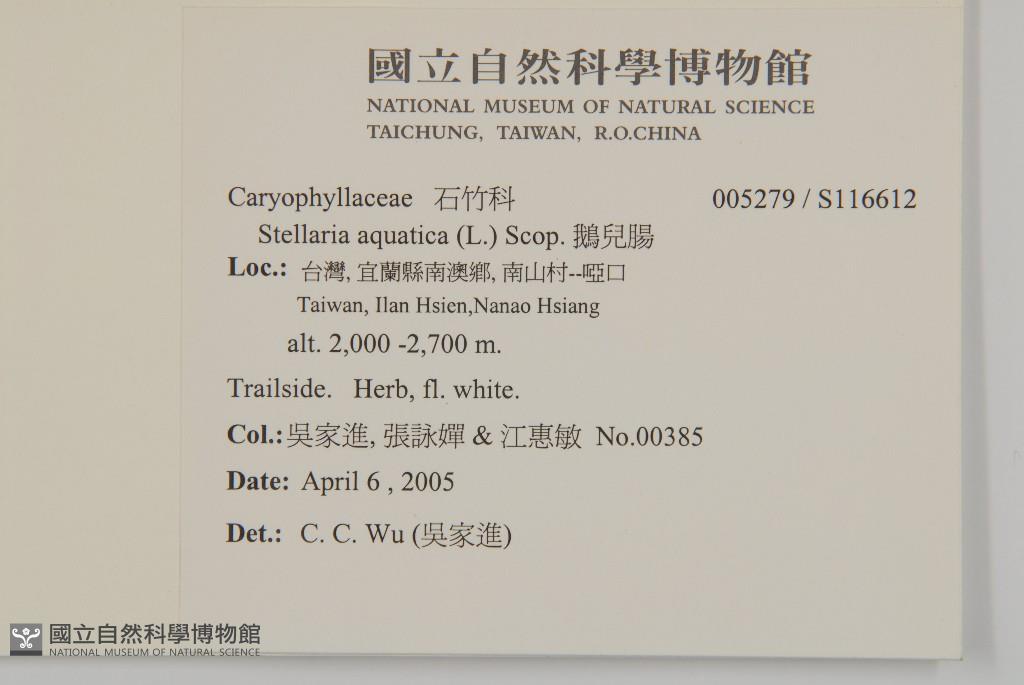 國立自然科學博物館
NATIONAL MUSEUM OF NATURAL SCIENCE
TAICHUNG, TAIWAN, R.O.CHINA
Caryophyllaceae 石竹科 005279 / S116612
Stellaria aquatica (L.) Scop. 鵝兒腸
Loc.: 台灣, 宜蘭縣南澳鄉, 南山村--啞口
Taiwan, Ilan Hsien,Nanao Hsiang
alt. 2,000 -2,700 m.
Trailside. Herb, fl. white.
Col.: 吳家進, 張詠嬋 & 江惠敏 No.00385
Date: April 6 , 2005
Det.: C. C. Wu (吳家進)
國立自然科學博物館
NATIONAL MUSEUM OF NATURAL SCIENCE